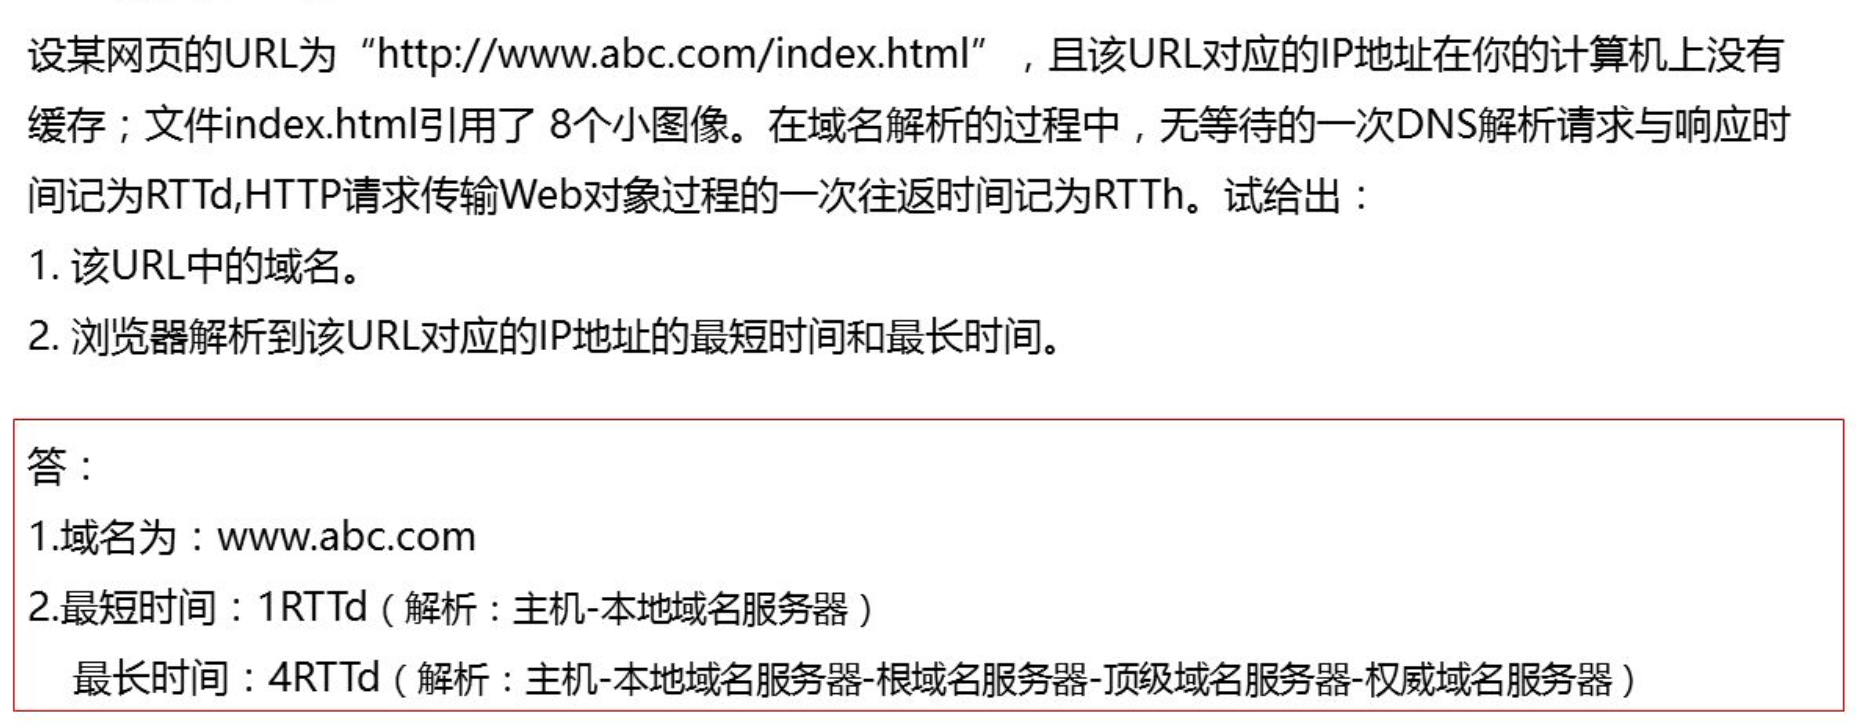 设某网页的URL为“http://www.abc.com/index.html”，且该URL对应的IP地址在你的计算机上没有
缓存；文件index.html引用了 8个小图像。在域名解析的过程中，无等待的一次DNS解析请求与响应时
间记为RTTd,HTTP请求传输Web对象过程的一次往返时间记为RTTh。试给出：
1. 该URL中的域名。
2. 浏览器解析到该URL对应的IP地址的最短时间和最长时间。
答：
1.域名为：www.abc.com
2.最短时间：1RTTd（解析：主机-本地域名服务器）
最长时间：4RTTd（解析：主机-本地域名服务器-根域名服务器-顶级域名服务器-权威域名服务器）